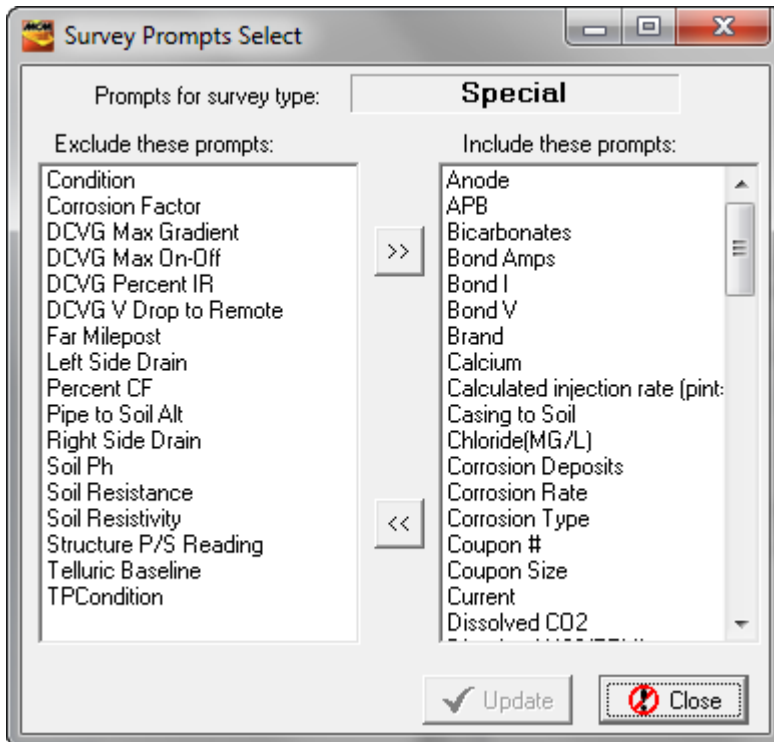 MCM
Survey Prompts Select
Prompts for survey type:
Special
Exclude these prompts:
Condition
Corrosion Factor
DCVG Max Gradient
DCVG Max On-Off
DCVG Percent IR
DCVG V Drop to Remote
Far Milepost
Left Side Drain
Percent CF
Pipe to Soil Alt
Right Side Drain
Soil Ph
Soil Resistance
Soil Resistivity
Structure P/S Reading
Telluric Baseline
TPCondition
>>
<<
Include these prompts:
Anode
APB
Bicarbonates
Bond Amps
Bond I
Bond V
Brand
Calcium
Calculated injection rate (pint:
Casing to Soil
Chloride(MG/L)
Corrosion Deposits
Corrosion Rate
Corrosion Type
Coupon #
Coupon Size
Current
Dissolved CO2
Update
Close